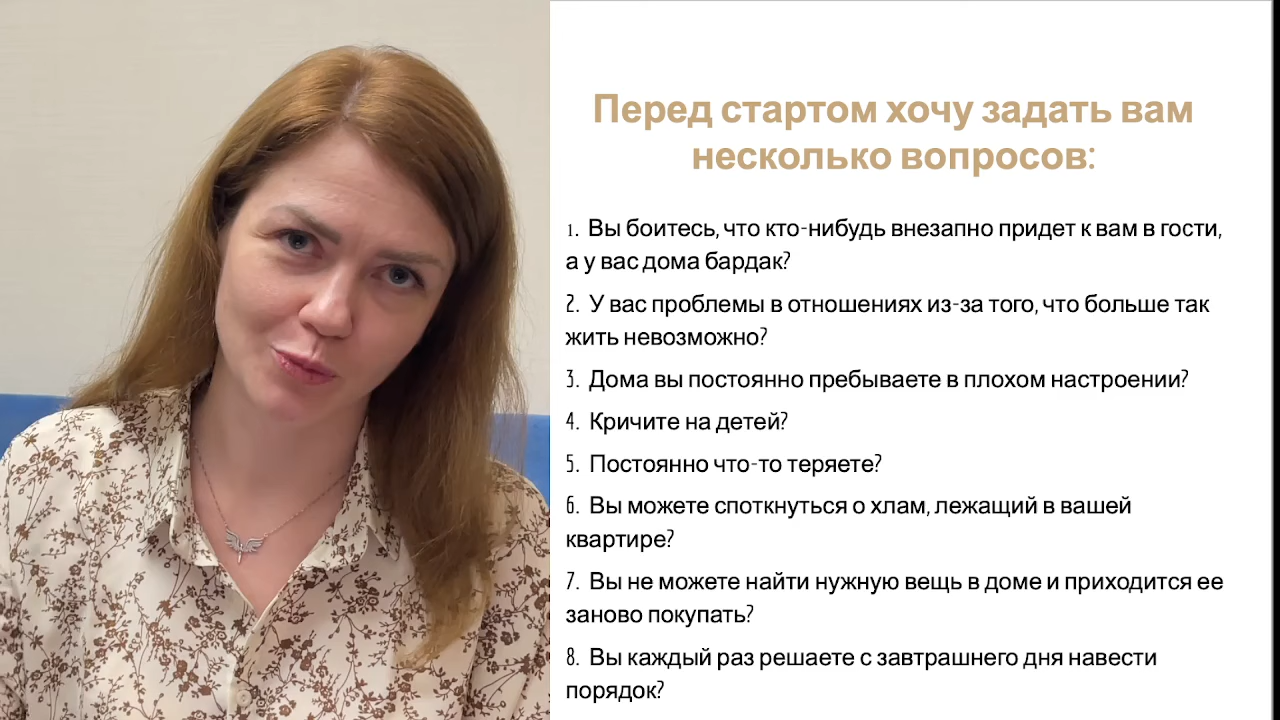 Перед стартом хочу задать вам
несколько вопросов:
1. Вы боитесь, что кто-нибудь внезапно придет к вам в гости,
а у вас дома бардак?
2. У вас проблемы в отношениях из-за того, что больше так
жить невозможно?
3. Дома вы постоянно пребываете в плохом настроении?
4. Кричите на детей?
5. Постоянно что-то теряете?
6. Вы можете споткнуться о хлам, лежащий в вашей
квартире?
7. Вы не можете найти нужную вещь в доме и приходится ее
заново покупать?
8. Вы каждый раз решаете с завтрашнего дня навести
порядок?